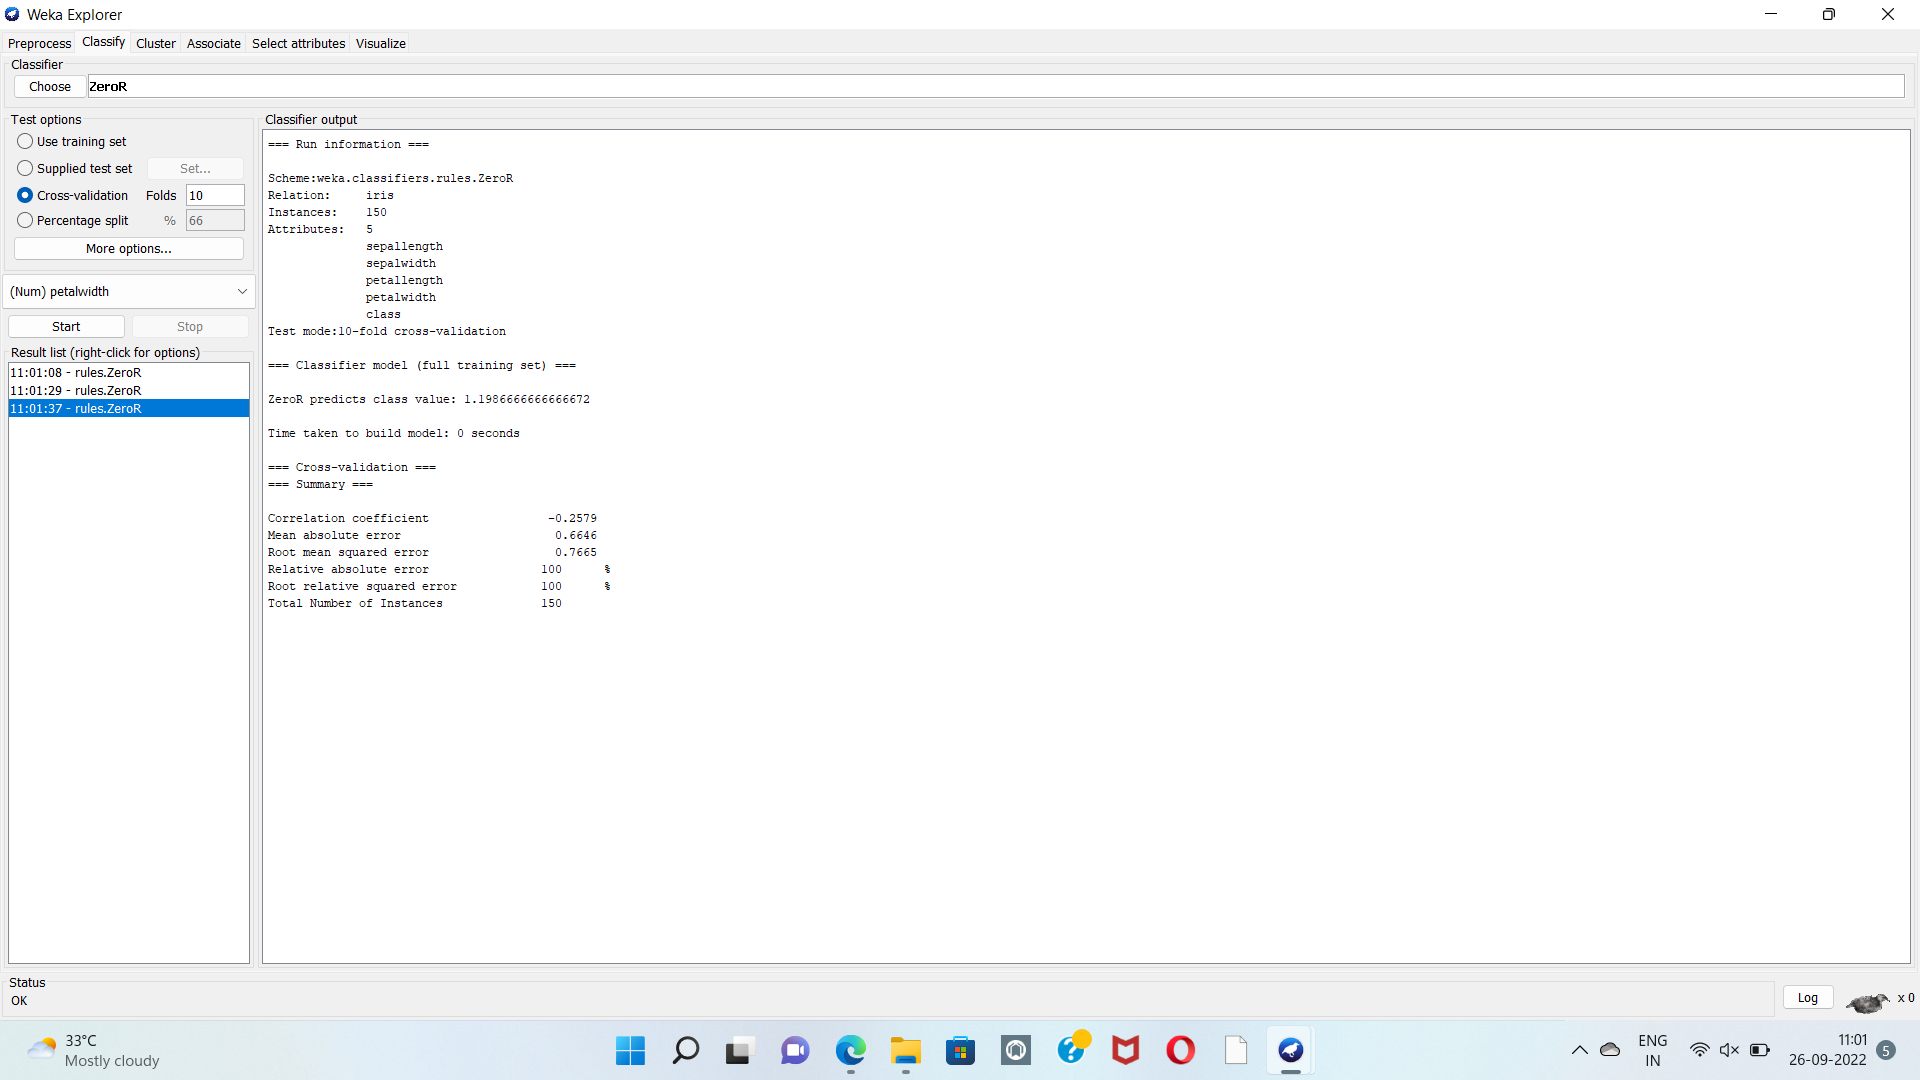 Weka Explorer
Preprocess Classify Cluster Associate Select attributes Visualize
Classifier
Choose ZeroR
Test options
Use training set
Supplied test set Set...
Cross-validation Folds 10
Percentage split % 66
More options...
(Num) petalwidth
Start Stop
Result list (right-click for options)
11:01:08 - rules.ZeroR
11:01:29 - rules.ZeroR
11:01:37 - rules.ZeroR
Classifier output
=== Run information ===
Scheme:weka.classifiers.rules.ZeroR
Relation: iris
Instances: 150
Attributes: 5
sepallength
sepalwidth
petallength
petalwidth
class
Test mode:10-fold cross-validation
=== Classifier model (full training set) ===
ZeroR predicts class value: 1.1986666666666672
Time taken to build model: 0 seconds
=== Cross-validation ===
=== Summary ===
Correlation coefficient -0.2579
Mean absolute error 0.6646
Root mean squared error 0.7665
Relative absolute error 100 %
Root relative squared error 100 %
Total Number of Instances 150
Status
OK
Log x 0
33°C
Mostly cloudy
ENG
IN
11:01
26-09-2022
5